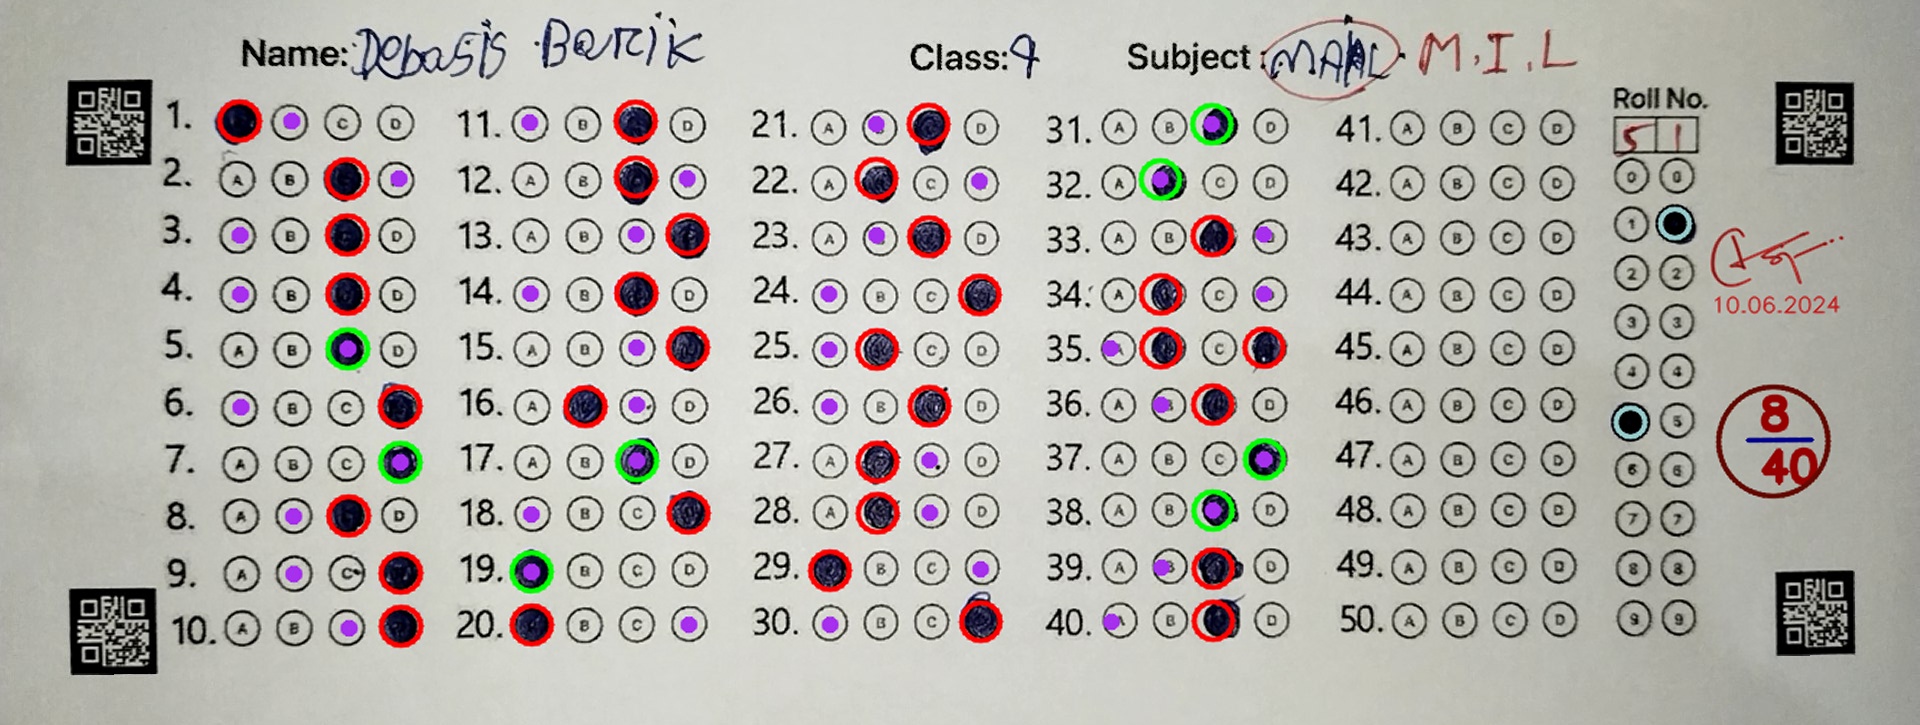 Name: Debasis Barik Class: 9 Subject: M.I.L
Roll No.
51
1. C D 11. B D 21. A D 31. A B D 41. A B C D
2. A B 12. A B 22. A C 32. A C D 42. A B C D
3. B D 13. A B 23. A D 33. A B 43. A B C D
4. B D 14. B D 24. B C 34. A C 44. A B C D
5. A B D 15. A B 25. C D 35. C 45. A B C D
6. B C 16. A D 26. B D 36. A D 46. A B C D
7. A B C 17. A B D 27. A D 37. A B C 47. A B C D
8. A D 18. B C 28. A D 38. A B D 48. A B C D
9. A C 19. B C D 29. B C 39. A D 49. A B C D
10. A B 20. B C 30. B C 40. B D 50. A B C D
0 0
1
2 2
3 3
4 4
5
6 6
7 7
8 8
9 9
10.06.2024
8
40